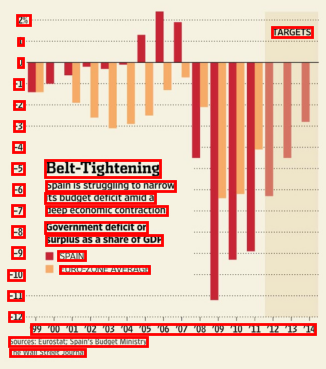 2%
1
0
-1
-2
-3
-4
-5
-6
-7
-8
-9
-10
-11
-12
TARGETS
Belt-Tightening
Spain is struggling to narrow
its budget deficit amid a
deep economic contraction
Government deficit or
surplus as a share of GDP
SPAIN
EURO-ZONE AVERAGE
'99 '00 '01 '02 '03 '04 '05 '06 '07 '08 '09 '10 '11 '12 '13 '14
Sources: Eurostat; Spain's Budget Ministry
The Wall Street Journal